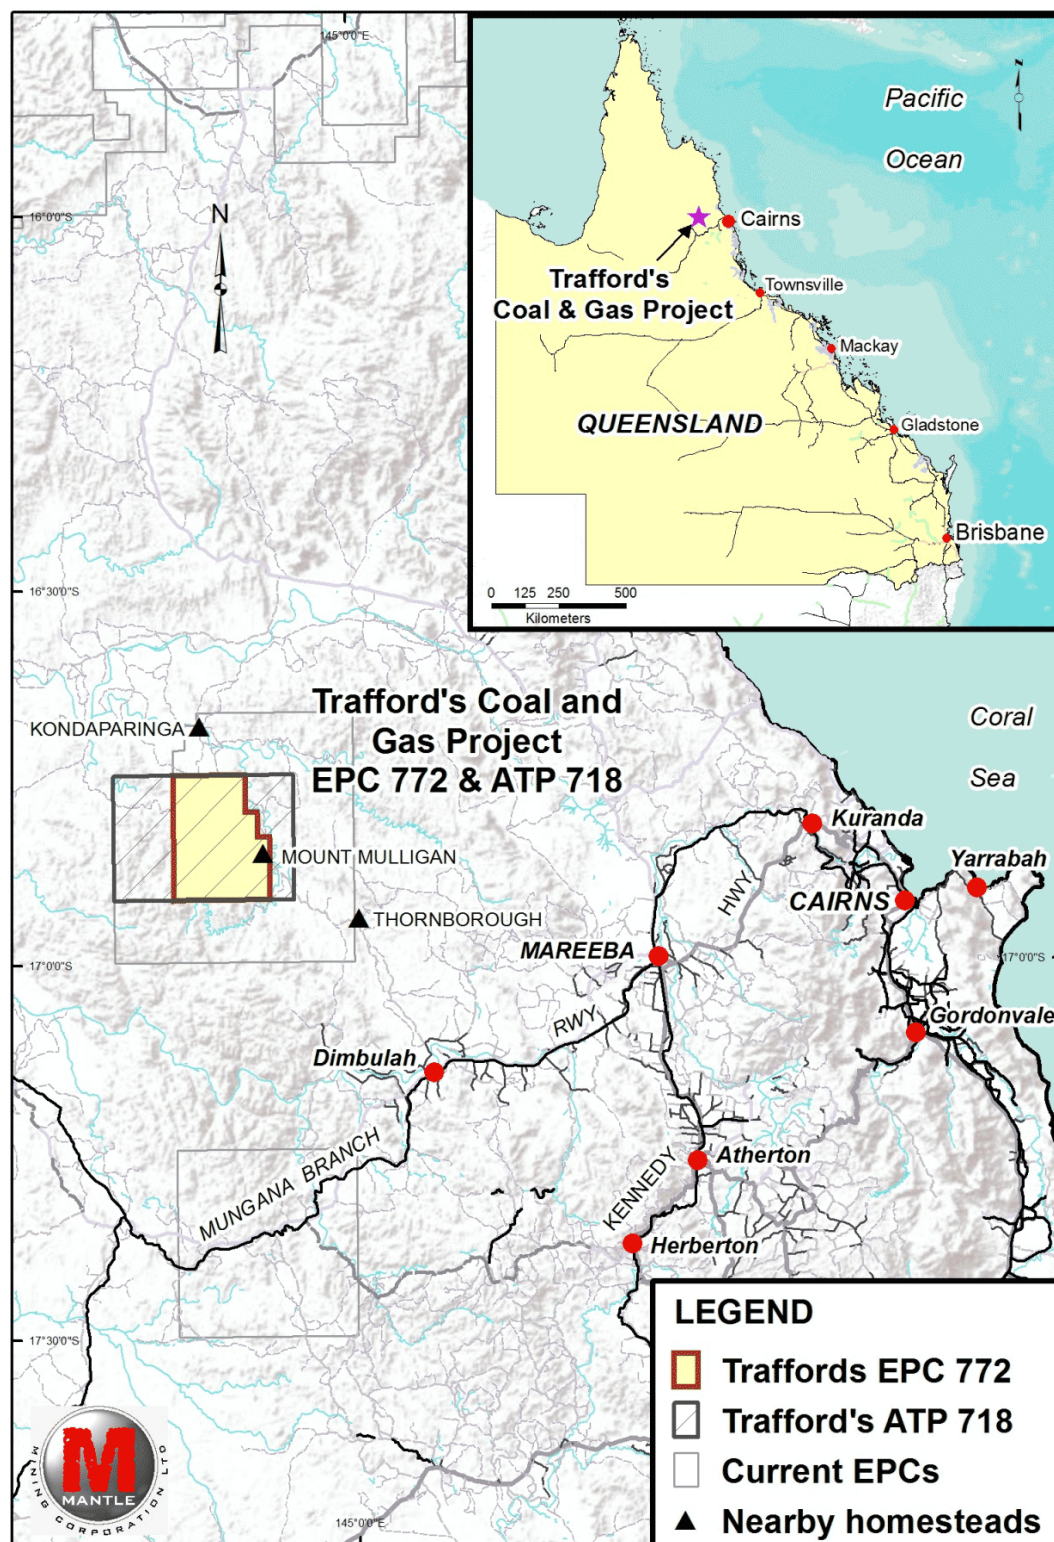 145°0'0"E
Pacific
Ocean
N
16°0'0"S
N
Cairns
Trafford's
Coal & Gas Project
Townsville
Mackay
QUEENSLAND
Gladstone
Brisbane
0 125 250 500
Kilometers
16°30'0"S
Trafford's Coal and
Gas Project
EPC 772 & ATP 718
KONDAPARINGA
Coral
Sea
Kuranda
MOUNT MULLIGAN
Yarrabah
HWY
CAIRNS
THORNBOROUGH
MAREEBA
17°0'0"S
17°0'0"S
RWY
Gordonvale
Dimbulah
MUNGANA BRANCH
Atherton
KENNEDY
Herberton
LEGEND
17°30'0"S
Traffords EPC 772
Trafford's ATP 718
Current EPCs
Nearby homesteads
M
MANTLE
MINING CORPORATION LTD
145°0'0"E